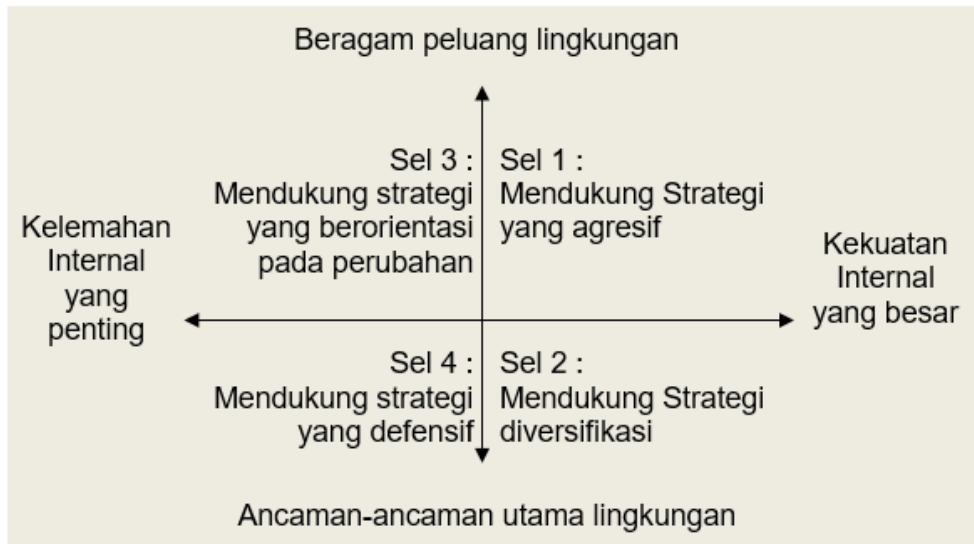 Beragam peluang lingkungan
Sel 3 :
Mendukung strategi
yang berorientasi
pada perubahan
Sel 1 :
Mendukung Strategi
yang agresif
Kelemahan
Internal
yang
penting
Kekuatan
Internal
yang besar
Sel 4 :
Mendukung strategi
yang defensif
Sel 2 :
Mendukung Strategi
diversifikasi
Ancaman-ancaman utama lingkungan